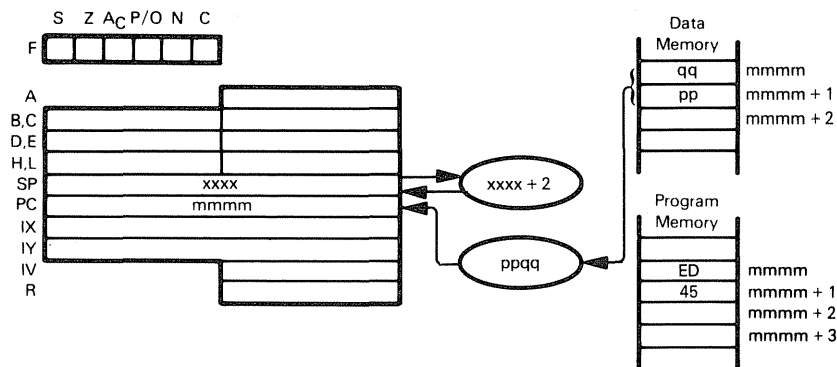 S Z AC P/O N C
F
A
B,C
D,E
H,L
SP xxxx
PC mmmm
IX
IY
IV
R
xxxx + 2
ppqq
Data
Memory
qq mmmm
pp mmmm + 1
mmmm + 2
Program
Memory
ED mmmm
45 mmmm + 1
mmmm + 2
mmmm + 3